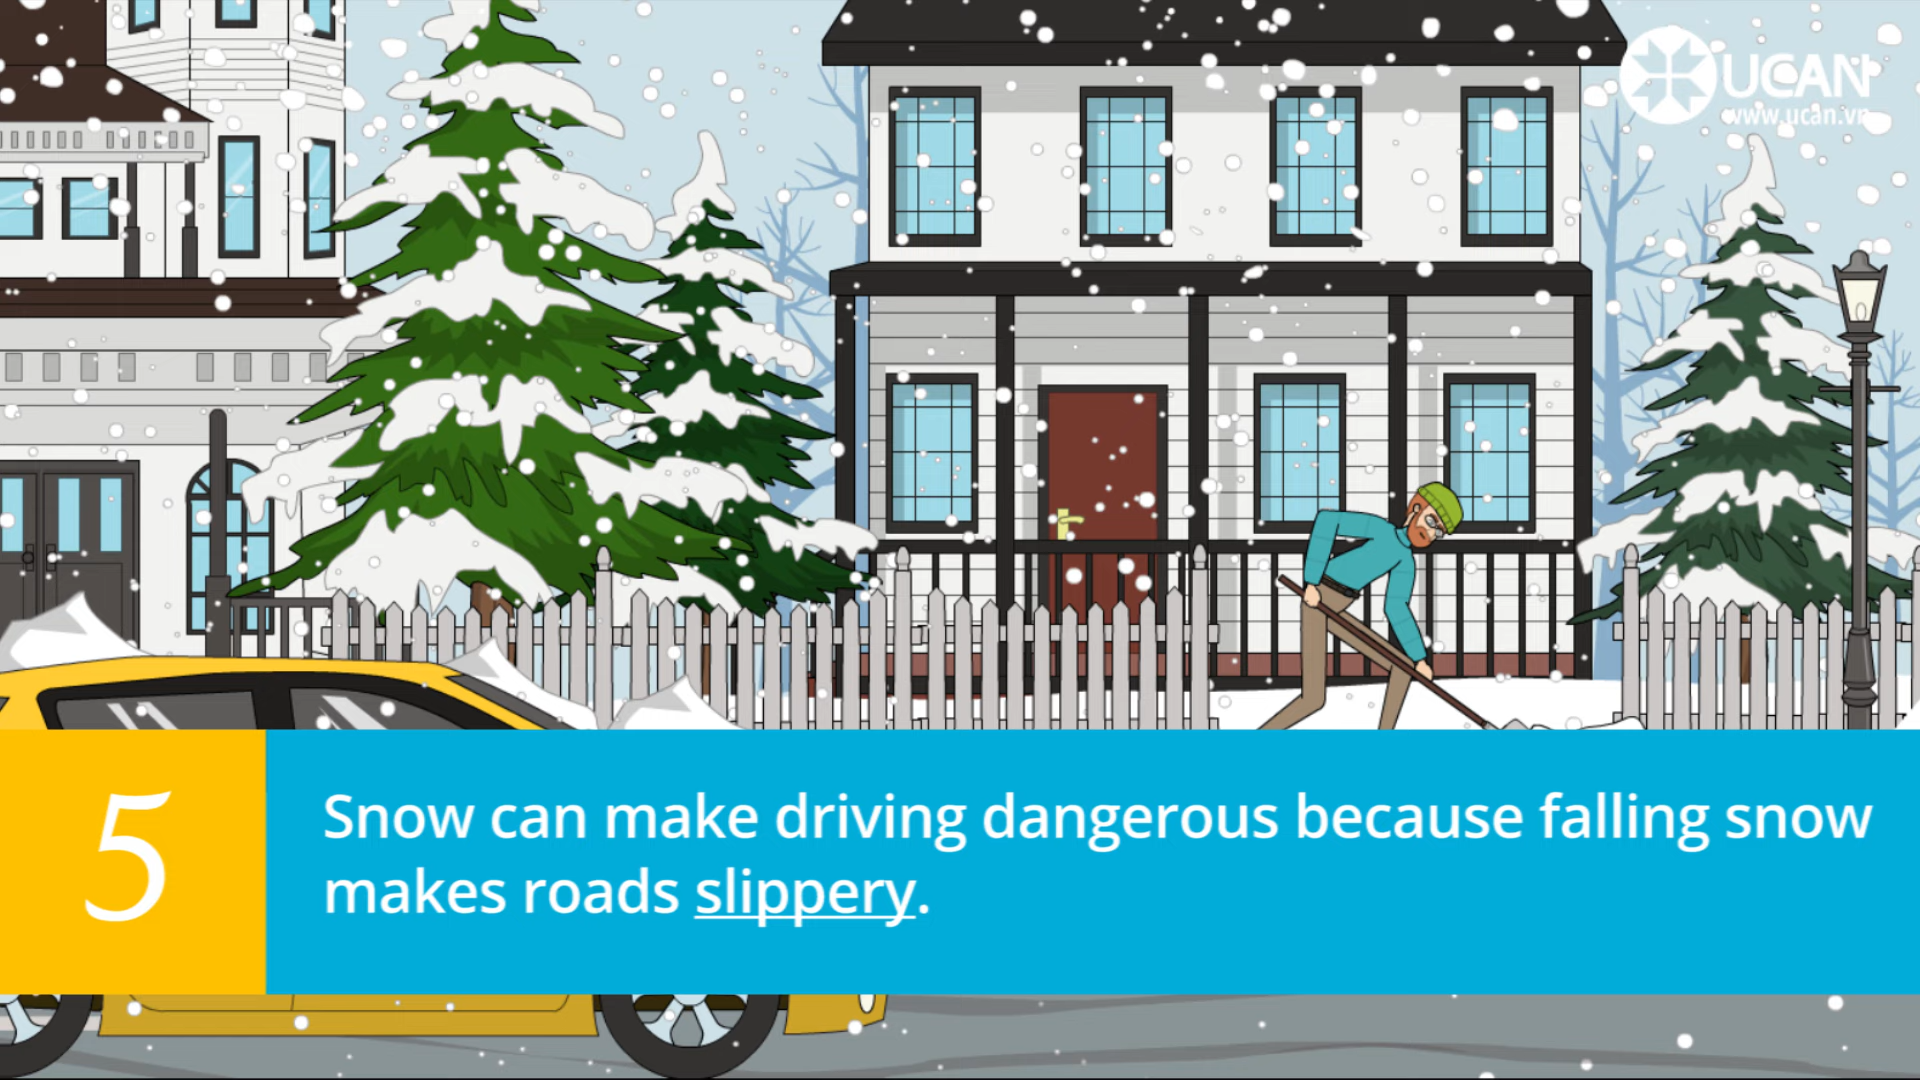 UCAN
www.ucan.vn
5
Snow can make driving dangerous because falling snow
makes roads slippery.